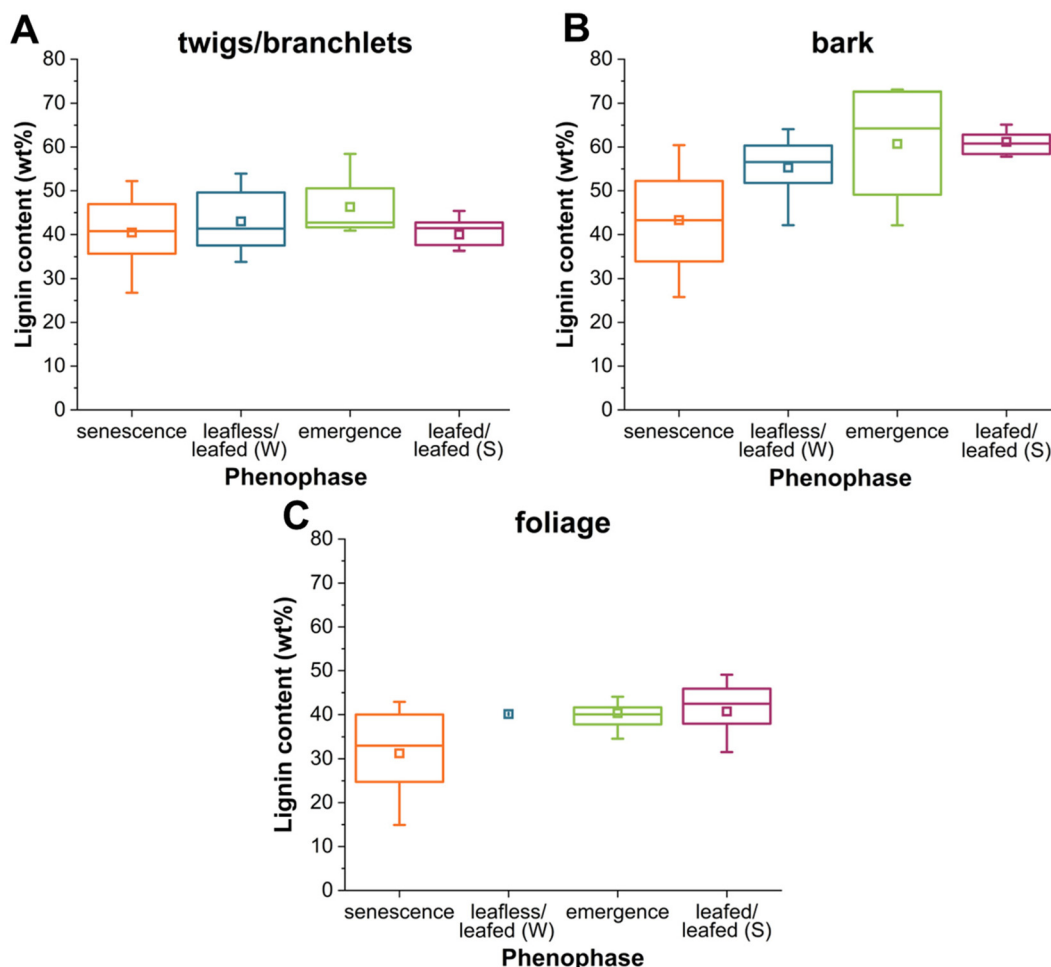 A
twigs/branchlets
80
70
60
50
40
30
20
10
0
Lignin content (wt%)
senescence
leafless/
leafed (W)
emergence
leafed/
leafed (S)
Phenophase
B
bark
80
70
60
50
40
30
20
10
0
Lignin content (wt%)
senescence
leafless/
leafed (W)
emergence
leafed/
leafed (S)
Phenophase
C
foliage
80
70
60
50
40
30
20
10
0
Lignin content (wt%)
senescence
leafless/
leafed (W)
emergence
leafed/
leafed (S)
Phenophase